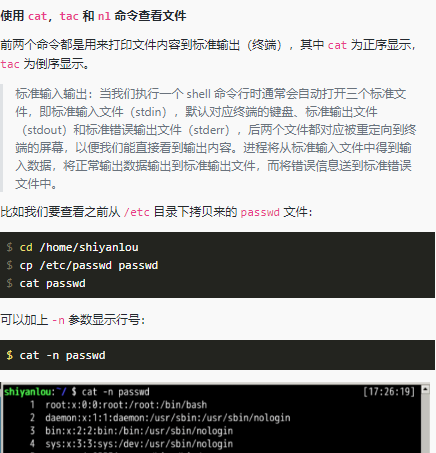 使用 cat, tac 和 nl 命令查看文件
前两个命令都是用来打印文件内容到标准输出（终端），其中 cat 为正序显示，
tac 为倒序显示。
标准输入输出：当我们执行一个 shell 命令行时通常会自动打开三个标准文
件，即标准输入文件（stdin），默认对应终端的键盘、标准输出文件
（stdout）和标准错误输出文件（stderr），后两个文件都对应被重定向到终
端的屏幕，以便我们能直接看到输出内容。进程将从标准输入文件中得到输
入数据，将正常输出数据输出到标准输出文件，而将错误信息送到标准错误
文件中。
比如我们要查看之前从 /etc 目录下拷贝来的 passwd 文件：
$ cd /home/shiyanlou
$ cp /etc/passwd passwd
$ cat passwd
可以加上 -n 参数显示行号：
$ cat -n passwd
shiyanlou:~/ $ cat -n passwd [17:26:19]
1 root:x:0:0:root:/root:/bin/bash
2 daemon:x:1:1:daemon:/usr/sbin:/usr/sbin/nologin
3 bin:x:2:2:bin:/bin:/usr/sbin/nologin
4 sys:x:3:3:sys:/dev:/usr/sbin/nologin